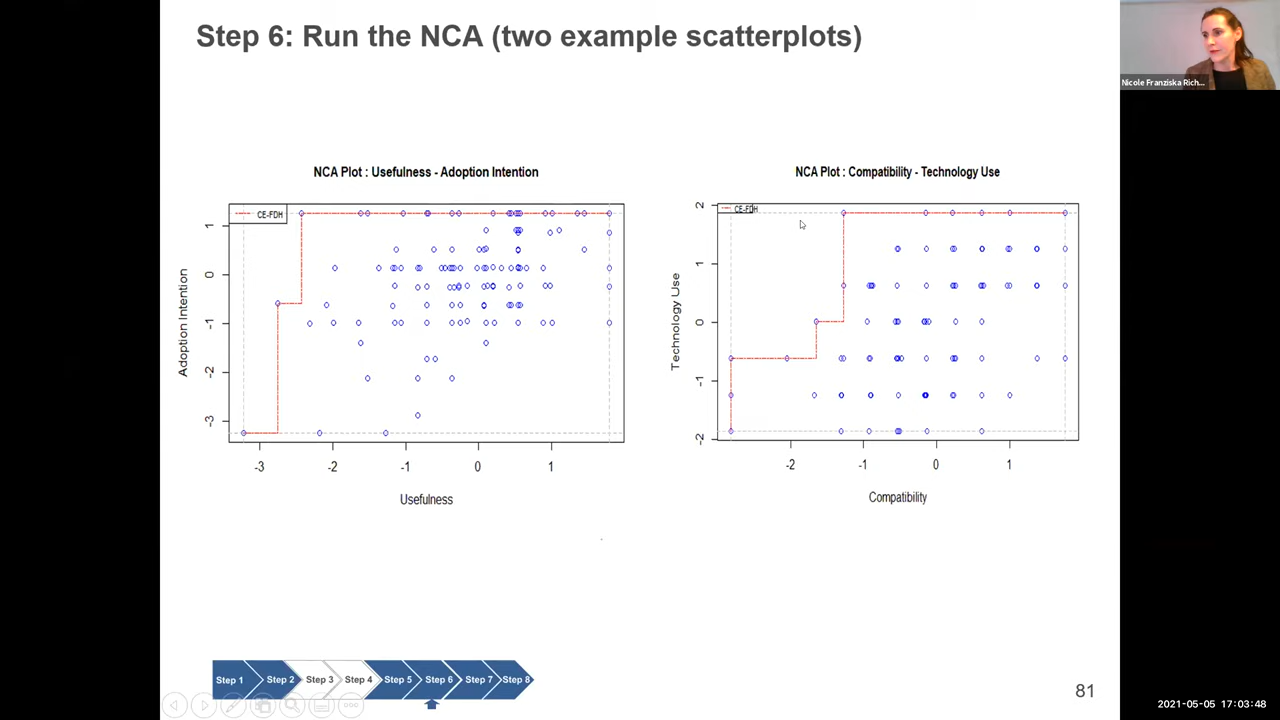 Step 6: Run the NCA (two example scatterplots)
Nicole Franziska Rich...
NCA Plot : Usefulness - Adoption Intention
CE-FDH
Adoption Intention
1
0
-1
-2
-3
-3
-2
-1
0
1
Usefulness
NCA Plot : Compatibility - Technology Use
CE-FDH
Technology Use
2
1
0
-1
-2
-2
-1
0
1
Compatibility
Step 1
Step 2
Step 3
Step 4
Step 5
Step 6
Step 7
Step 8
81
2021-05-05 17:03:48